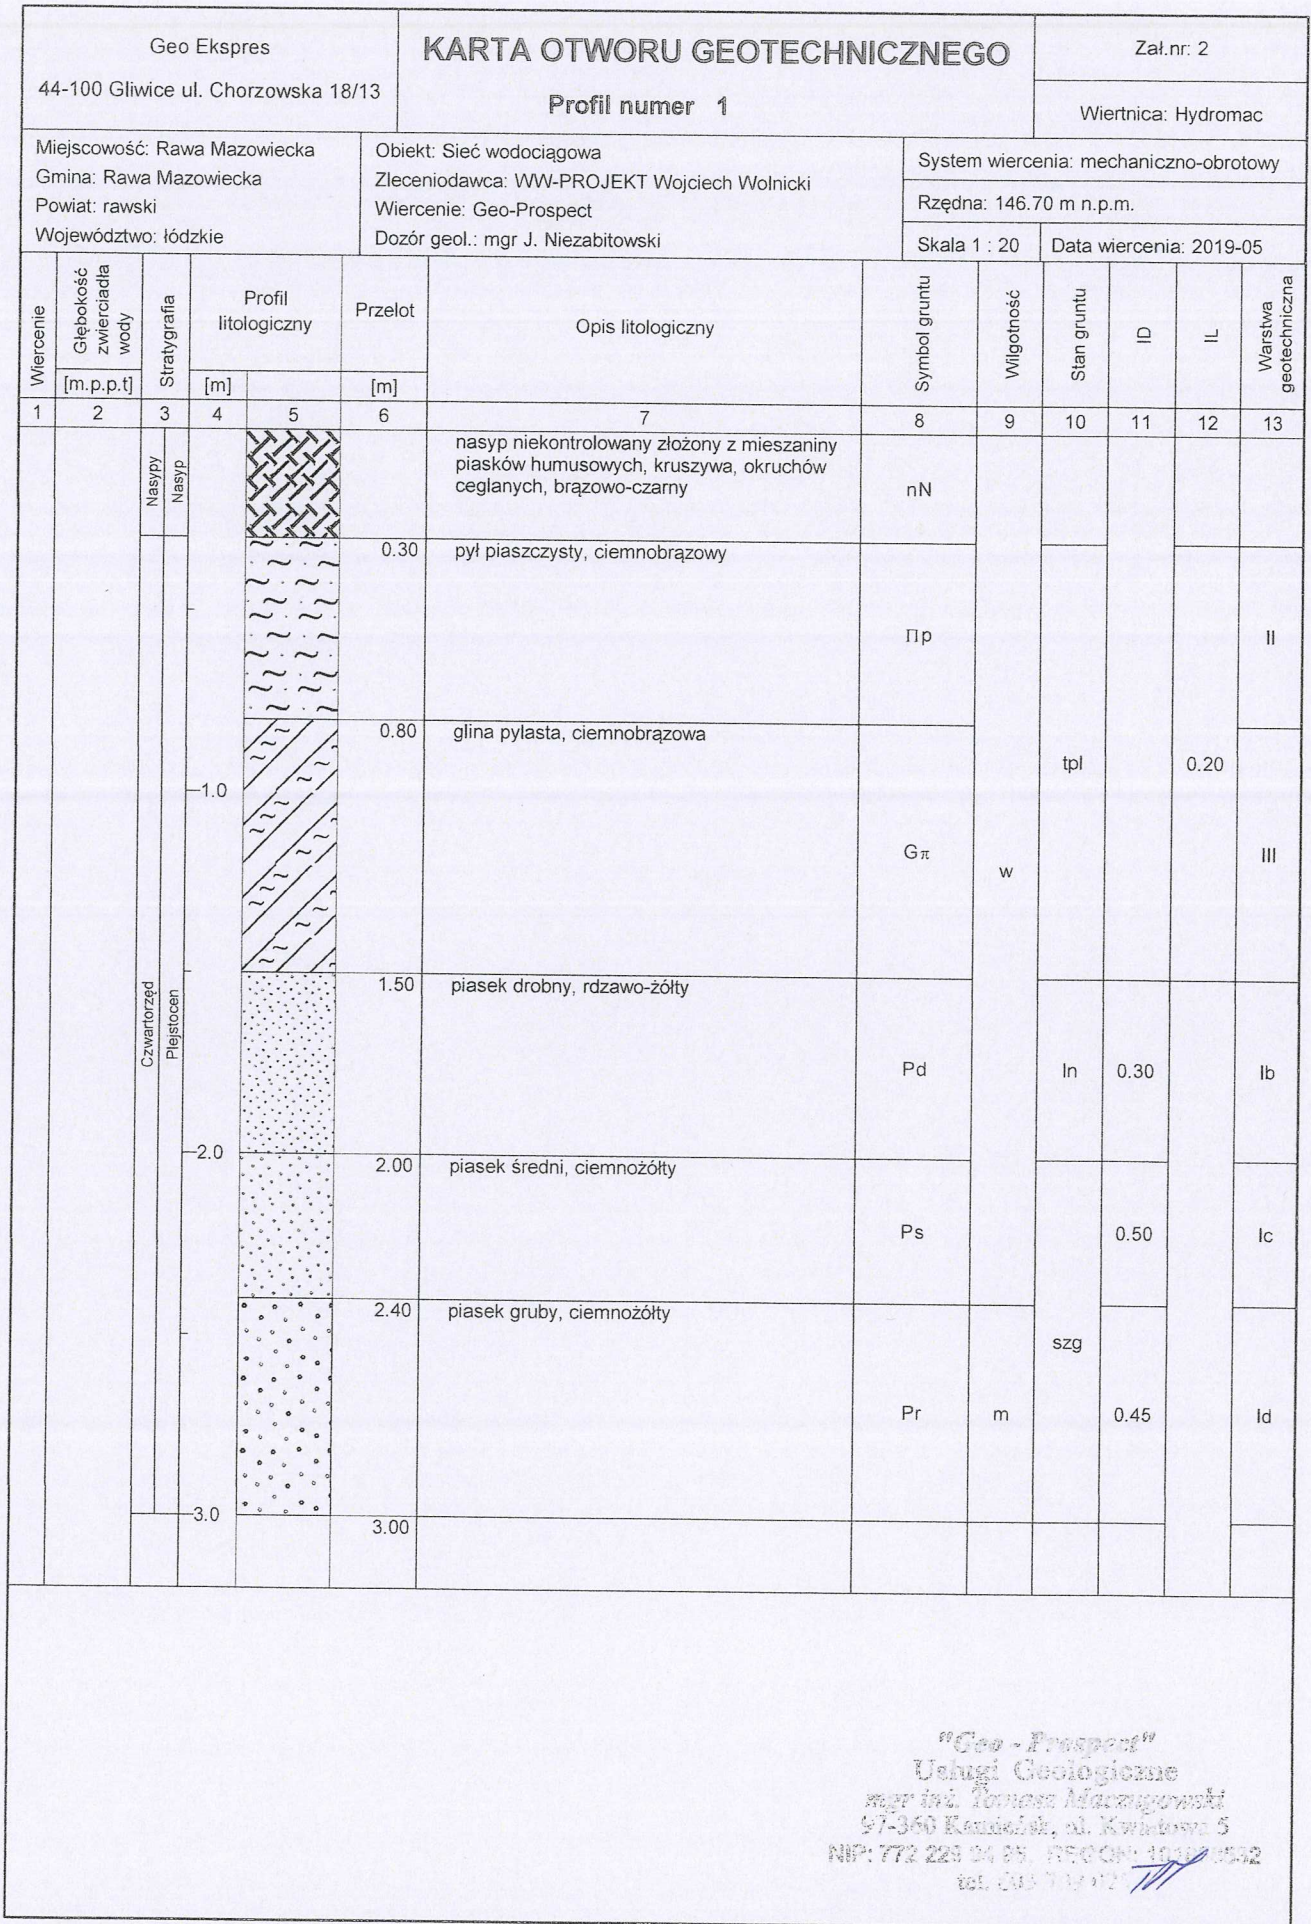 Geo Ekspres
44-100 Gliwice ul. Chorzowska 18/13
KARTA OTWORU GEOTECHNICZNEGO
Profil numer 1
Zał.nr: 2
Wiertnica: Hydromac
Miejscowość: Rawa Mazowiecka
Gmina: Rawa Mazowiecka
Powiat: rawski
Województwo: łódzkie
Obiekt: Sieć wodociągowa
Zleceniodawca: WW-PROJEKT Wojciech Wolnicki
Wiercenie: Geo-Prospect
Dozór geol.: mgr J. Niezabitowski
System wiercenia: mechaniczno-obrotowy
Rzędna: 146.70 m n.p.m.
Skala 1 : 20
Data wiercenia: 2019-05
Wiercenie
Głębokość zwierciadła wody
[m.p.p.t]
Stratygrafia
Profil litologiczny
[m]
Przelot
[m]
Opis litologiczny
Symbol gruntu
Wilgotność
Stan gruntu
ID
IL
Warstwa geotechniczna
1 2 3 4 5 6 7 8 9 10 11 12 13
Nasypy
Nasyp
nasyp niekontrolowany złożony z mieszaniny
piasków humusowych, kruszywa, okruchów
ceglanych, brązowo-czarny
nN
0.30 pył piaszczysty, ciemnobrązowy
Πp
II
0.80 glina pylasta, ciemnobrązowa
tpl 0.20
1.0
Gπ
w
III
1.50 piasek drobny, rdzawo-żółty
Czwartorzęd
Plejstocen
Pd ln 0.30 Ib
2.0
2.00 piasek średni, ciemnożółty
Ps 0.50 Ic
2.40 piasek gruby, ciemnożółty
szg
Pr m 0.45 Id
3.0
3.00
"Geo - Prospect"
Usługi Geologiczne
mgr inż. Tomasz Maczugowski
97-360 Kamieńsk, ul. Kwiatowa 5
NIP: 772 229
tel.